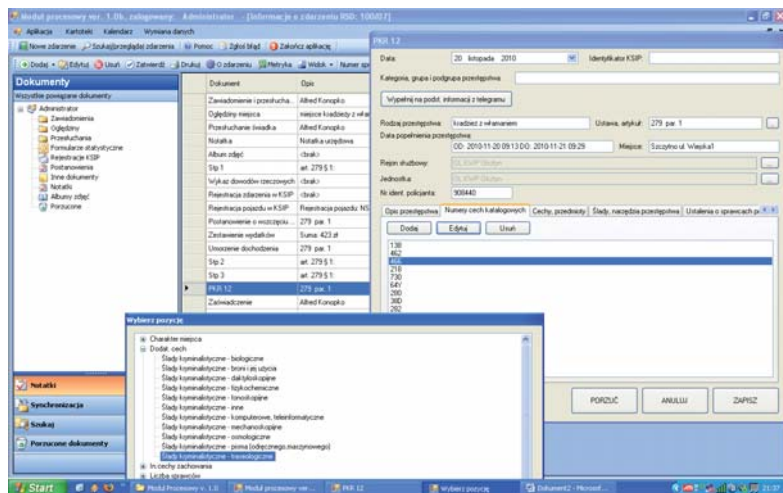 Moduł procesowy ver. 1.0b, zalogowany: Administrator - [Informacje o zdarzeniu RSD: 100/07]
Aplikacja Kartoteki Kalendarz Wymiana danych
Nowe zdarzenie Szukaj/przeglądaj zdarzenia Pomoc Zgłoś błąd Zakończ aplikację
Dodaj Edytuj Usuń Zatwierdź Drukuj O zdarzeniu Metryka Widok Numer
Dokumenty
Wszystkie powiązane dokumenty
Administrator
Zawiadomienia
Oględziny
Przesłuchania
Formularze statystyczne
Rejestracje KSIP
Postanowienia
Inne dokumenty
Notatki
Albumy zdjęć
Porzucone
Dokument Opis
Zawiadomienie i przesłucha... Alfred Konopko
Oględziny miejsca miejsce kradzieży z
Przesłuchanie świadka Alfred Konopko
Notatka Notatka urzędowa
Album zdjęć <brak>
Stp 1 art. 279 § 1:
Wykaz dowodów rzeczowych <brak>
Rejestracja zdarzenia w KSIP <brak>
Rejestracja pojazdu w KSIP Rejestracja pojazdu: NS
Postanowienie o wszczęciu ... 279 par. 1
Zestawienie wydatków Suma: 423 zł
Umorzenie dochodzenia 279 par. 1
Stp 2 art. 279 § 1:
Stp 3 art. 279 § 1:
PKR 12 279 par. 1
Zaświadczenie Alfred Konopko
PKR 12
Data: 20 listopada 2010 Identyfikator KSIP:
Kategoria, grupa i podgrupa przestępstwa:
Wypełnij na podst. informacji z telegramu
Rodzaj przestępstwa: kradzież z włamaniem Ustawa, artykuł: 279 par. 1 ...
Data popełnienia przestępstwa:
OD: 2010-11-20 09:13 DO: 2010-11-21 09:29 Miejsce: Szczytno ul. Wiejska1
Rejon służbowy: ...
Jednostka: ...
Nr ident. policjanta: 908440
Opis przestępstwa Numery cech katalogowych Cechy, przedmioty Ślady, narzędzia przestępstwa Ustalenia o sprawcach
Dodaj Edytuj Usuń
13B
462
466
218
730
64Y
280
38D
282
PORZUĆ ANULUJ ZAPISZ
Wybierz pozycję
Charakter miejsca
Dodat. cech
Ślady kryminalistyczne - biologiczne
Ślady kryminalistyczne - broni i jej użycia
Ślady kryminalistyczne - daktyloskopijne
Ślady kryminalistyczne - fizykochemiczne
Ślady kryminalistyczne - fonoskopijne
Ślady kryminalistyczne - inne
Ślady kryminalistyczne - komputerowe, teleinformatyczne
Ślady kryminalistyczne - mechanoskopijne
Ślady kryminalistyczne - osmologiczne
Ślady kryminalistyczne - pisma (odręcznego, maszynowego)
Ślady kryminalistyczne - traseologiczne
In. cechy zachowania
Liczba sprawców
Notatki
Synchronizacja
Szukaj
Porzucone dokumenty
Start Moduł Procesowy v. 1.0 Moduł procesowy ver... PKR 12 Wybierz pozycję Dokument2 - Microsof... 21:37